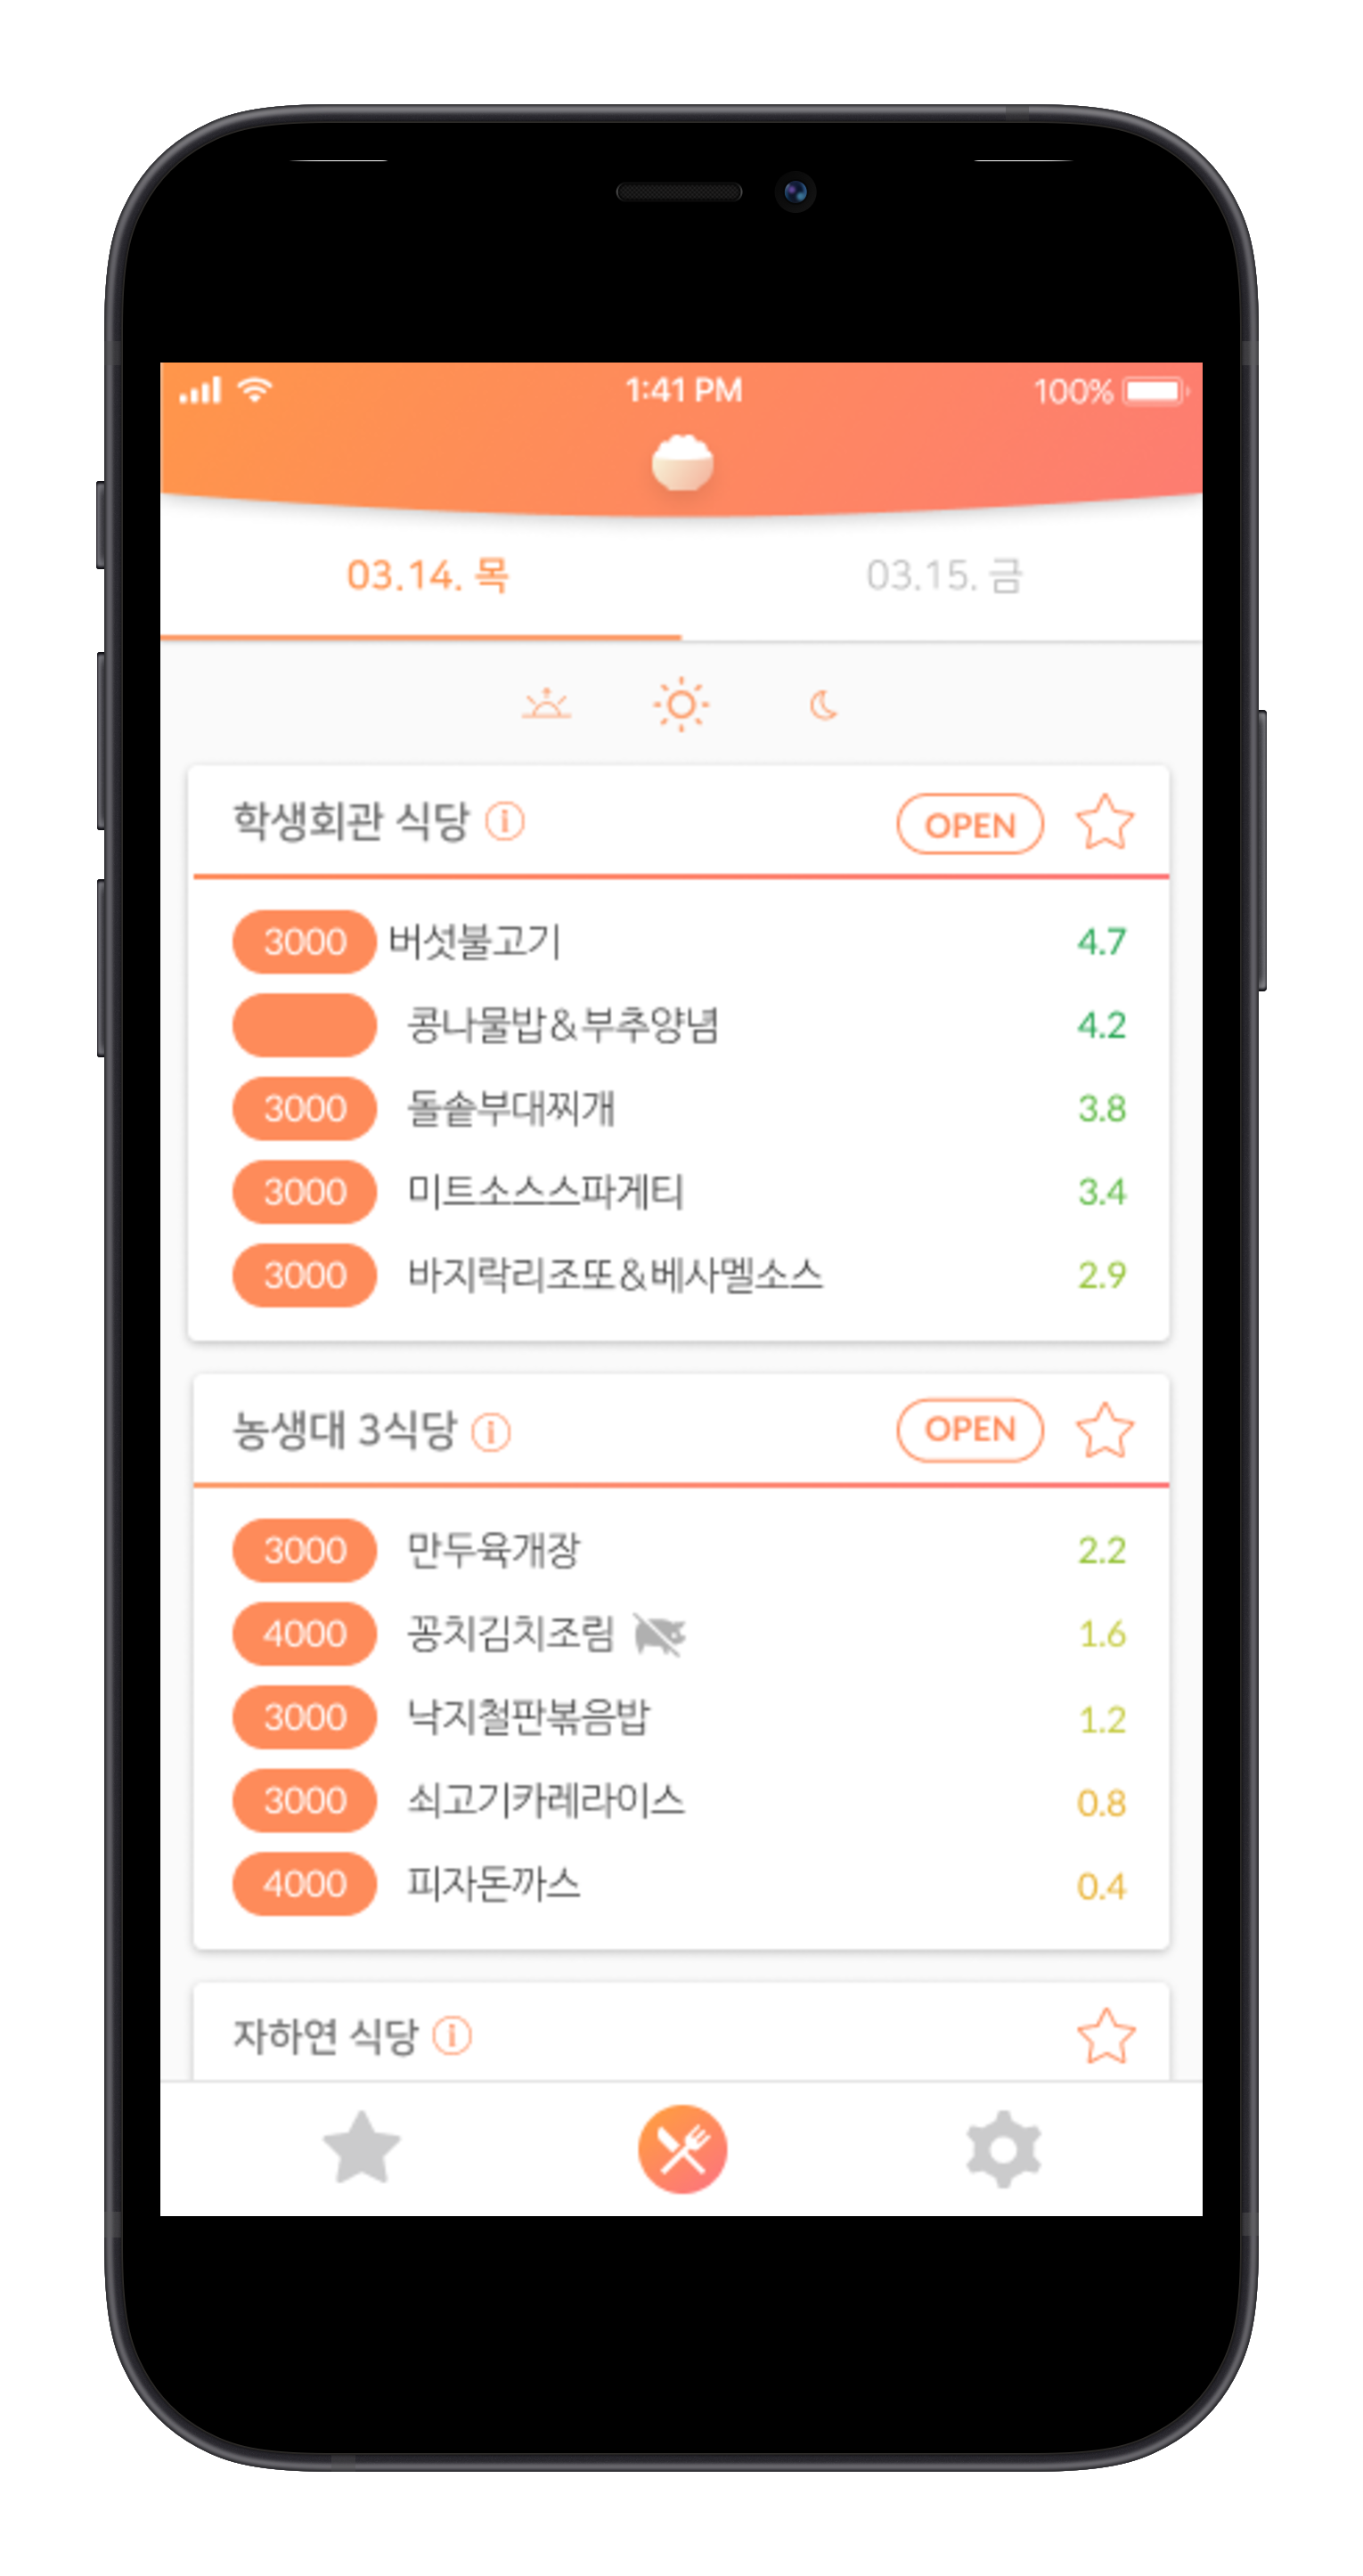 1:41 PM 100%
03.14. 목 03.15. 금
학생회관 식당 OPEN
3000 버섯불고기 4.7
콩나물밥&부추양념 4.2
3000 돌솥부대찌개 3.8
3000 미트소스스파게티 3.4
3000 바지락리조또&베사멜소스 2.9
농생대 3식당 OPEN
3000 만두육개장 2.2
4000 꽁치김치조림 1.6
3000 낙지철판볶음밥 1.2
3000 쇠고기카레라이스 0.8
4000 피자돈까스 0.4
자하연 식당